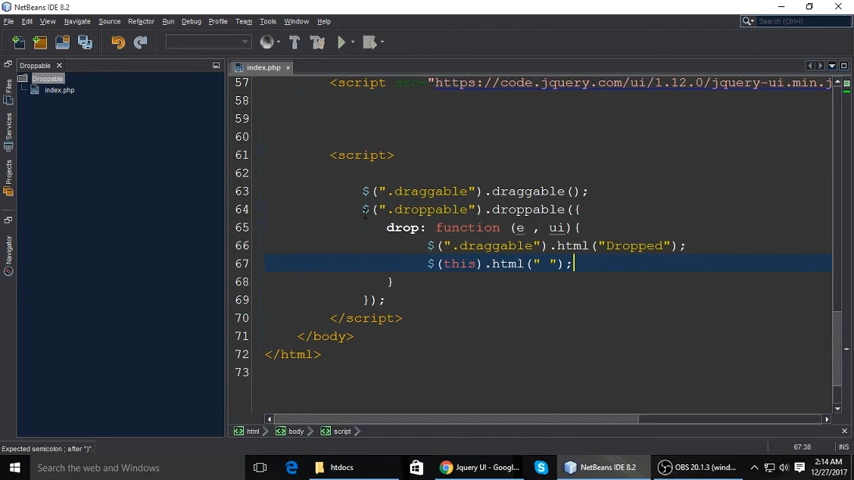 NetBeans IDE 8.2
File Edit View Navigate Source Refactor Run Debug Profile Team Tools Window Help
Search (Ctrl+I)
Droppable
index.php
Droppable
index.php
Files
Services
Projects
Navigator
57 <script src="https://code.jquery.com/ui/1.12.0/jquery-ui.min.j
58
59
60
61 <script>
62
63 $(".draggable").draggable();
64 $(".droppable").droppable({
65 drop: function (e , ui){
66 $(".draggable").html("Dropped");
67 $(this).html(" ");
68 }
69 });
70 </script>
71 </body>
72 </html>
73
html body script
Expected semicolon ; after ")".
67:38 INS
Search the web and Windows
htdocs
Jquery UI - Googl...
NetBeans IDE 8.2
OBS 20.1.3 (wind...
2:14 AM
12/27/2017